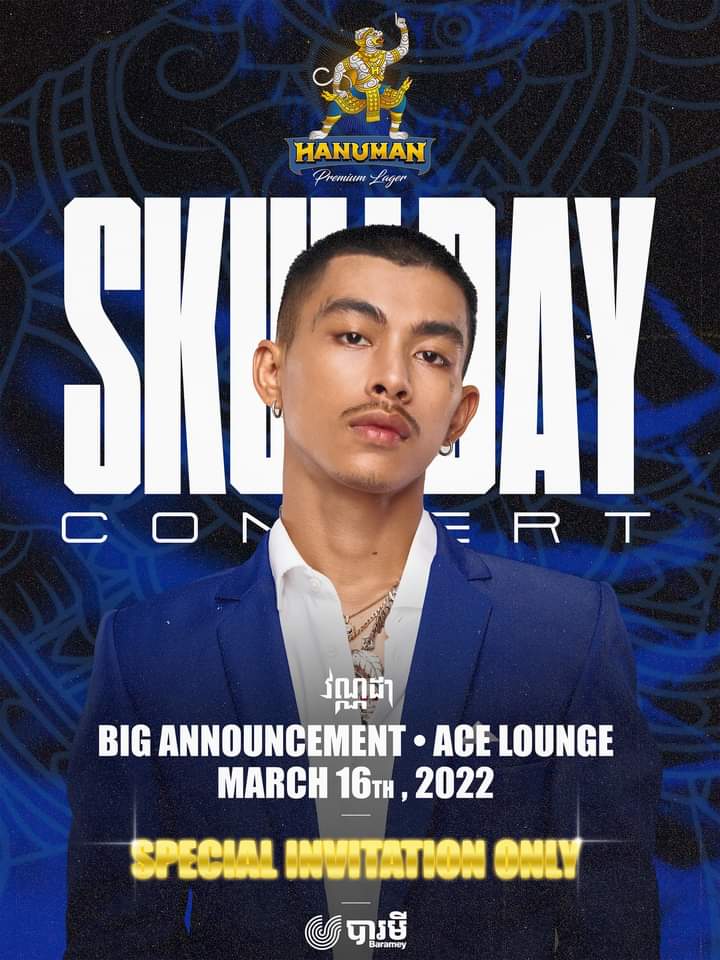 HANUMAN
Premium Lager
វណ្ណដា
BIG ANNOUNCEMENT • ACE LOUNGE
MARCH 16TH , 2022
SPECIAL INVITATION ONLY
បារមី
Baramey